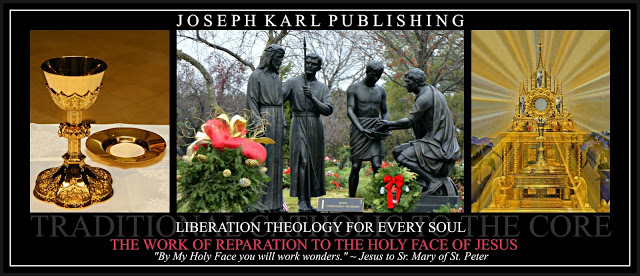 JOSEPH KARL PUBLISHING
TRADITIONAL CATHOLIC TO THE CORE
LIBERATION THEOLOGY FOR EVERY SOUL
THE WORK OF REPARATION TO THE HOLY FACE OF JESUS
"By My Holy Face you will work wonders." ~ Jesus to Sr. Mary of St. Peter